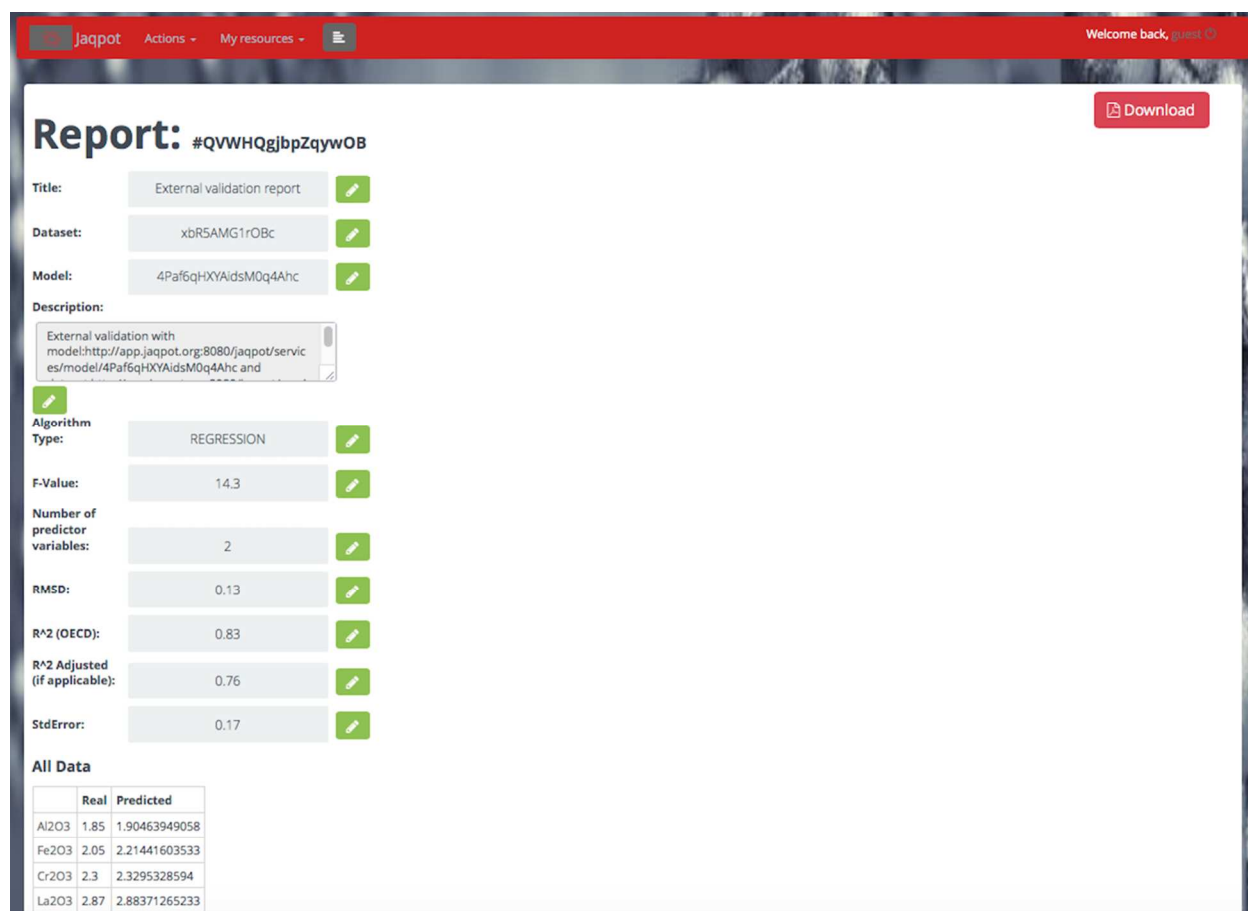 Jaqpot Actions My resources Welcome back, guest
Download
Report: #QVWHQgjbpZqywOB
Title: External validation report
Dataset: xbR5AMG1rOBc
Model: 4Paf6qHXYAidsM0q4Ahc
Description:
External validation with
model:http://app.jaqpot.org:8080/jaqpot/servic
es/model/4Paf6qHXYAidsM0q4Ahc and
Algorithm
Type: REGRESSION
F-Value: 14.3
Number of
predictor
variables: 2
RMSD: 0.13
R^2 (OECD): 0.83
R^2 Adjusted
(if applicable): 0.76
StdError: 0.17
All Data
Real Predicted
Al2O3 1.85 1.90463949058
Fe2O3 2.05 2.21441603533
Cr2O3 2.3 2.3295328594
La2O3 2.87 2.88371265233